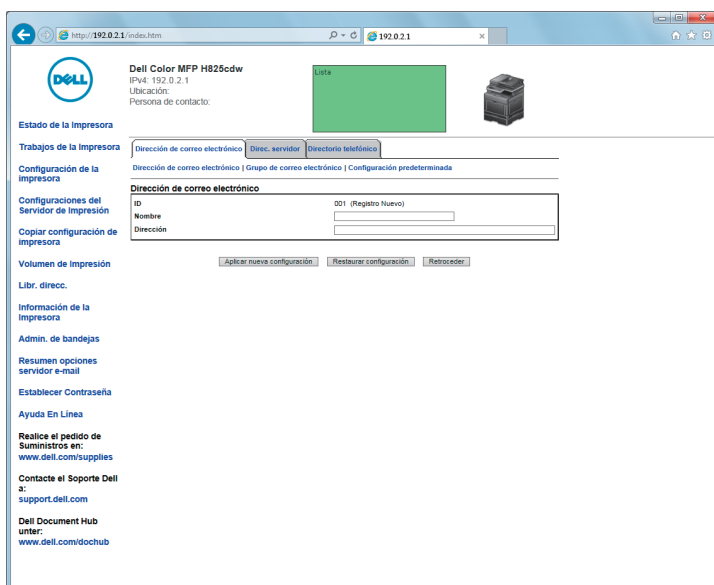 http://192.0.2.1/index.htm
192.0.2.1
DELL
Dell Color MFP H825cdw
IPv4: 192.0.2.1
Ubicación:
Persona de contacto:
Lista
Estado de la Impresora
Trabajos de la Impresora
Configuración de la
impresora
Configuraciones del
Servidor de Impresión
Copiar configuración de
impresora
Volumen de Impresión
Libr. direcc.
Información de la
Impresora
Admin. de bandejas
Resumen opciones
servidor e-mail
Establecer Contraseña
Ayuda En Línea
Realice el pedido de
Suministros en:
www.dell.com/supplies
Contacte el Soporte Dell
a:
support.dell.com
Dell Document Hub
unter:
www.dell.com/dochub
Dirección de correo electrónico Direc. servidor Directorio telefónico
Dirección de correo electrónico | Grupo de correo electrónico | Configuración predeterminada
Dirección de correo electrónico
ID 001 (Registro Nuevo)
Nombre
Dirección
Aplicar nueva configuración Restaurar configuración Retroceder